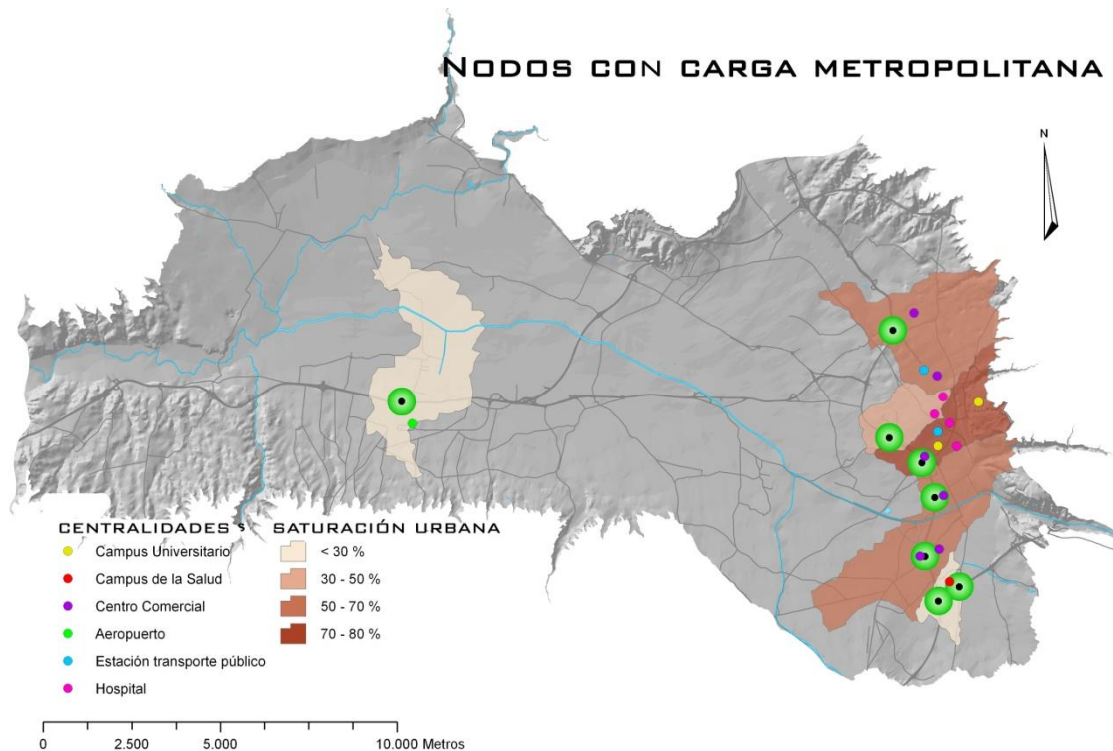 NODOS CON CARGA METROPOLITANA
N
CENTRALIDADES
Campus Universitario
Campus de la Salud
Centro Comercial
Aeropuerto
Estación transporte público
Hospital
SATURACIÓN URBANA
< 30 %
30 - 50 %
50 - 70 %
70 - 80 %
0 2.500 5.000 10.000 Metros